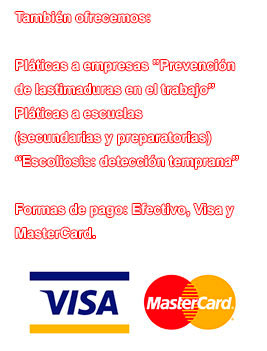 También ofrecemos:
Pláticas a empresas "Prevención
de lastimaduras en el trabajo"
Pláticas a escuelas
(secundarias y preparatorias)
"Escoliosis: detección temprana"
Formas de pago: Efectivo, Visa y
MasterCard.
VISA MasterCard